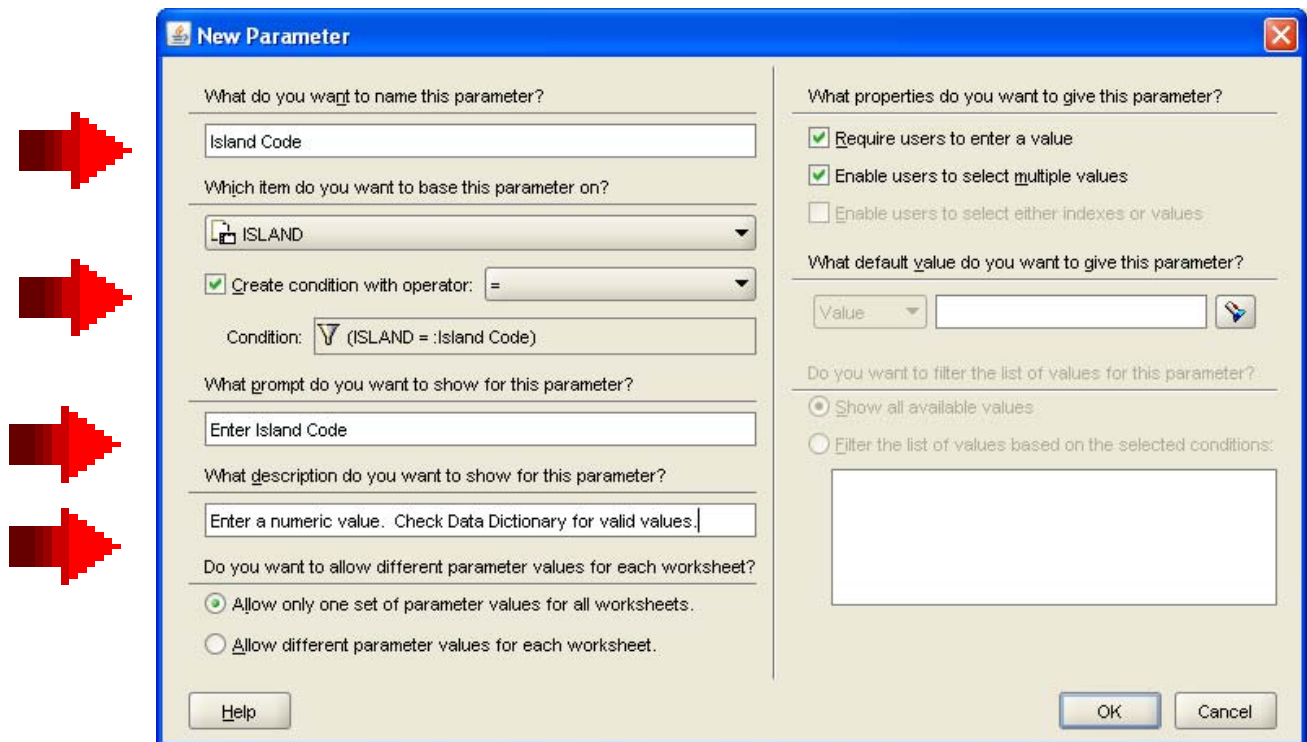 New Parameter
What do you want to name this parameter?
Island Code
Which item do you want to base this parameter on?
ISLAND
Create condition with operator: =
Condition: (ISLAND = :Island Code)
What prompt do you want to show for this parameter?
Enter Island Code
What description do you want to show for this parameter?
Enter a numeric value.  Check Data Dictionary for valid values.
Do you want to allow different parameter values for each worksheet?
Allow only one set of parameter values for all worksheets.
Allow different parameter values for each worksheet.
What properties do you want to give this parameter?
Require users to enter a value
Enable users to select multiple values
Enable users to select either indexes or values
What default value do you want to give this parameter?
Value
Do you want to filter the list of values for this parameter?
Show all available values
Filter the list of values based on the selected conditions:
Help
OK
Cancel